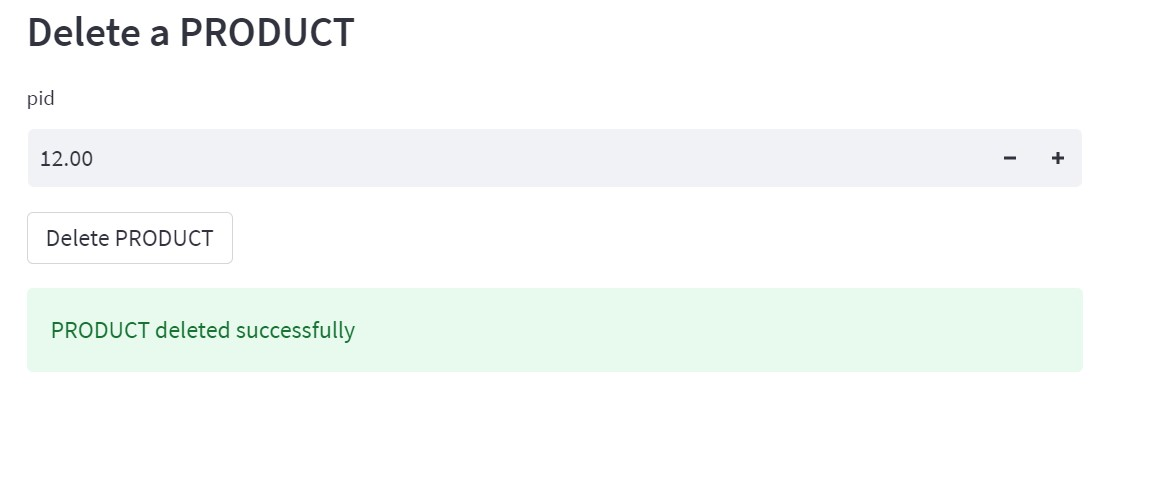 Delete a PRODUCT
pid
12.00
Delete PRODUCT
PRODUCT deleted successfully